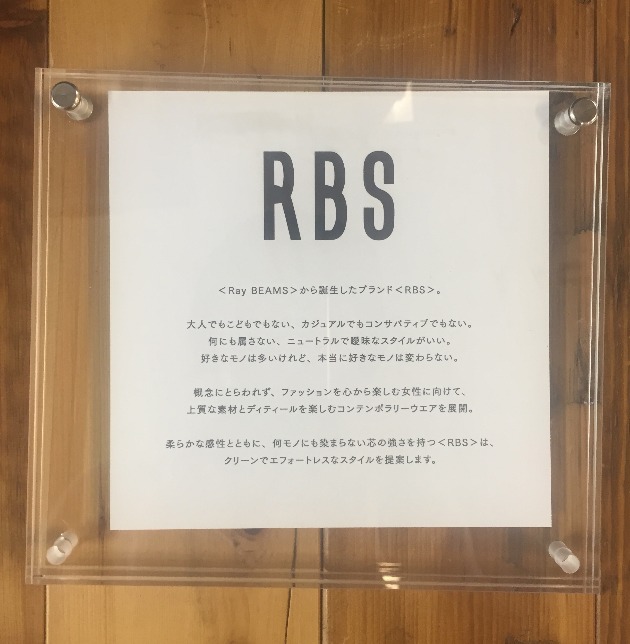 RBS
<Ray BEAMS>から誕生したブランド<RBS>。
大人でもこどもでもない、カジュアルでもコンサバティブでもない。
何にも属さない、ニュートラルで曖昧なスタイルがいい。
好きなモノは多いけれど、本当に好きなモノは変わらない。
概念にとらわれず、ファッションを心から楽しむ女性に向けて、
上質な素材とディティールを楽しむコンテンポラリーウエアを展開。
柔らかな感性とともに、何モノにも染まらない芯の強さを持つ<RBS>は、
クリーンでエフォートレスなスタイルを提案します。